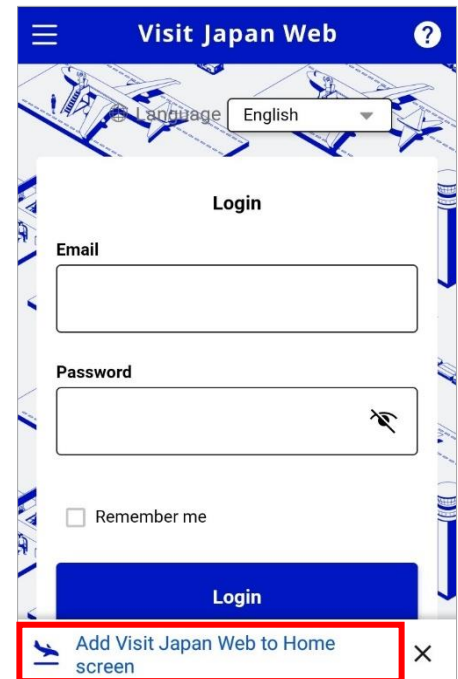 Visit Japan Web
?
Language English
Login
Email
Password
Remember me
Login
Add Visit Japan Web to Home
screen